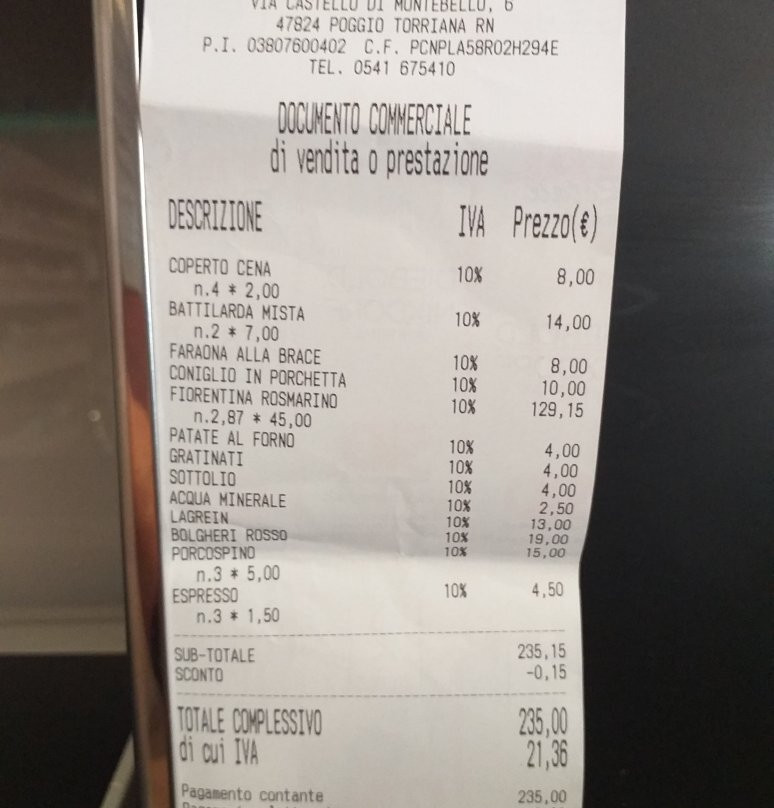 VIA CASTELLO DI MONTEBELLO, 6
47824 POGGIO TORRIANA RN
P.I. 03807600402 C.F. PCNPLA58R02H294E
TEL. 0541 675410
DOCUMENTO COMMERCIALE
di vendita o prestazione
DESCRIZIONE IVA Prezzo(€)
COPERTO CENA 10% 8,00
n.4 * 2,00
BATTILARDA MISTA 10% 14,00
n.2 * 7,00
FARAONA ALLA BRACE 10% 8,00
CONIGLIO IN PORCHETTA 10% 10,00
FIORENTINA ROSMARINO 10% 129,15
n.2,87 * 45,00
PATATE AL FORNO 10% 4,00
GRATINATI 10% 4,00
SOTTOLIO 10% 4,00
ACQUA MINERALE 10% 2,50
LAGREIN 10% 13,00
BOLGHERI ROSSO 10% 19,00
PORCOSPINO 10% 15,00
n.3 * 5,00
ESPRESSO 10% 4,50
n.3 * 1,50
SUB-TOTALE 235,15
SCONTO -0,15
TOTALE COMPLESSIVO 235,00
di cui IVA 21,36
Pagamento contante 235,00